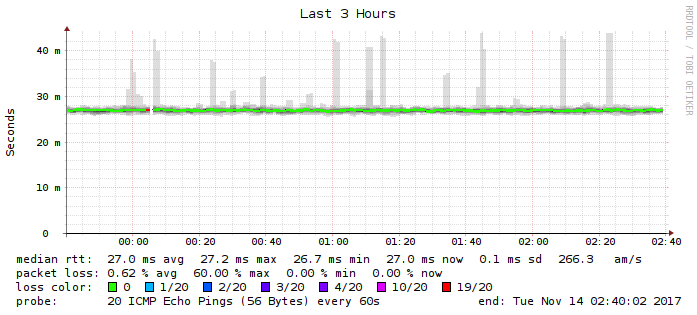 Last 3 Hours
RRDTOOL / TOBI OETIKER
Seconds
40 m
30 m
20 m
10 m
0
00:00 00:20 00:40 01:00 01:20 01:40 02:00 02:20 02:40
median rtt: 27.0 ms avg 27.2 ms max 26.7 ms min 27.0 ms now 0.1 ms sd 266.3 am/s
packet loss: 0.62 % avg 60.00 % max 0.00 % min 0.00 % now
loss color: 0 1/20 2/20 3/20 4/20 10/20 19/20
probe: 20 ICMP Echo Pings (56 Bytes) every 60s end: Tue Nov 14 02:40:02 2017